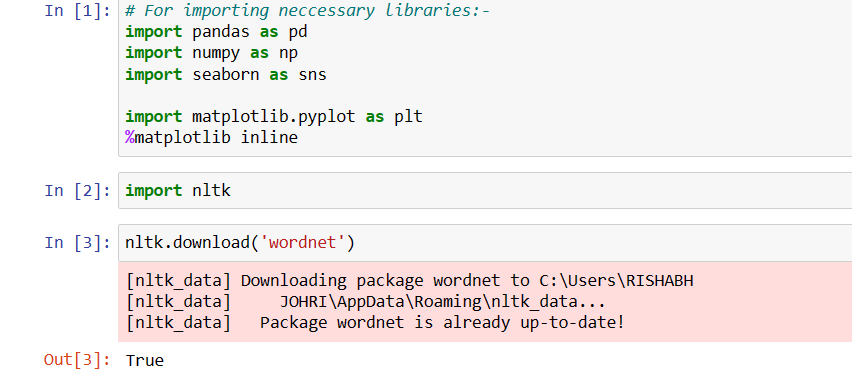 In [1]: # For importing neccessary libraries:-
import pandas as pd
import numpy as np
import seaborn as sns
import matplotlib.pyplot as plt
%matplotlib inline
In [2]: import nltk
In [3]: nltk.download('wordnet')
[nltk_data] Downloading package wordnet to C:\Users\RISHABH
[nltk_data]     JOHRI\AppData\Roaming\nltk_data...
[nltk_data]   Package wordnet is already up-to-date!
Out[3]: True